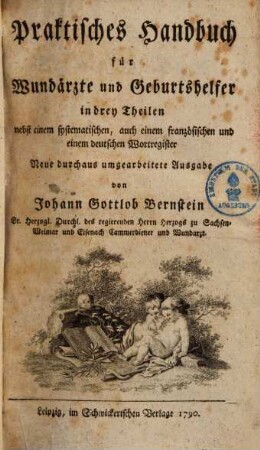 Praktisches Handbuch
für
Wundärzte und Geburtshelfer
in drey Theilen
nebst einem systematischen, auch einem französischen und
einem deutschen Wortregister
Neue durchaus umgearbeitete Ausgabe
von
Johann Gottlob Bernstein
Sr. Herzogl. Durchl. des regierenden Herrn Herzogs zu Sachsen-
Weimar und Eisenach Cammerdiener und Wundarzt.
Leipzig, im Schwickertschen Verlage 1790.